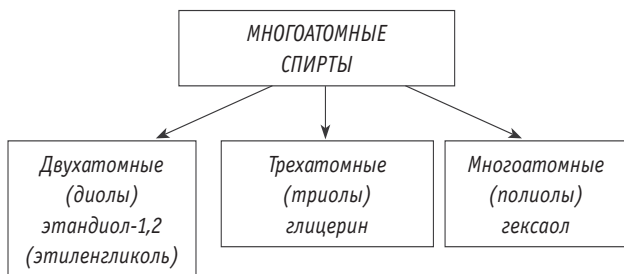 МНОГОАТОМНЫЕ
СПИРТЫ
Двухатомные
(диолы)
этандиол-1,2
(этиленгликоль)
Трехатомные
(триолы)
глицерин
Многоатомные
(полиолы)
гексаол